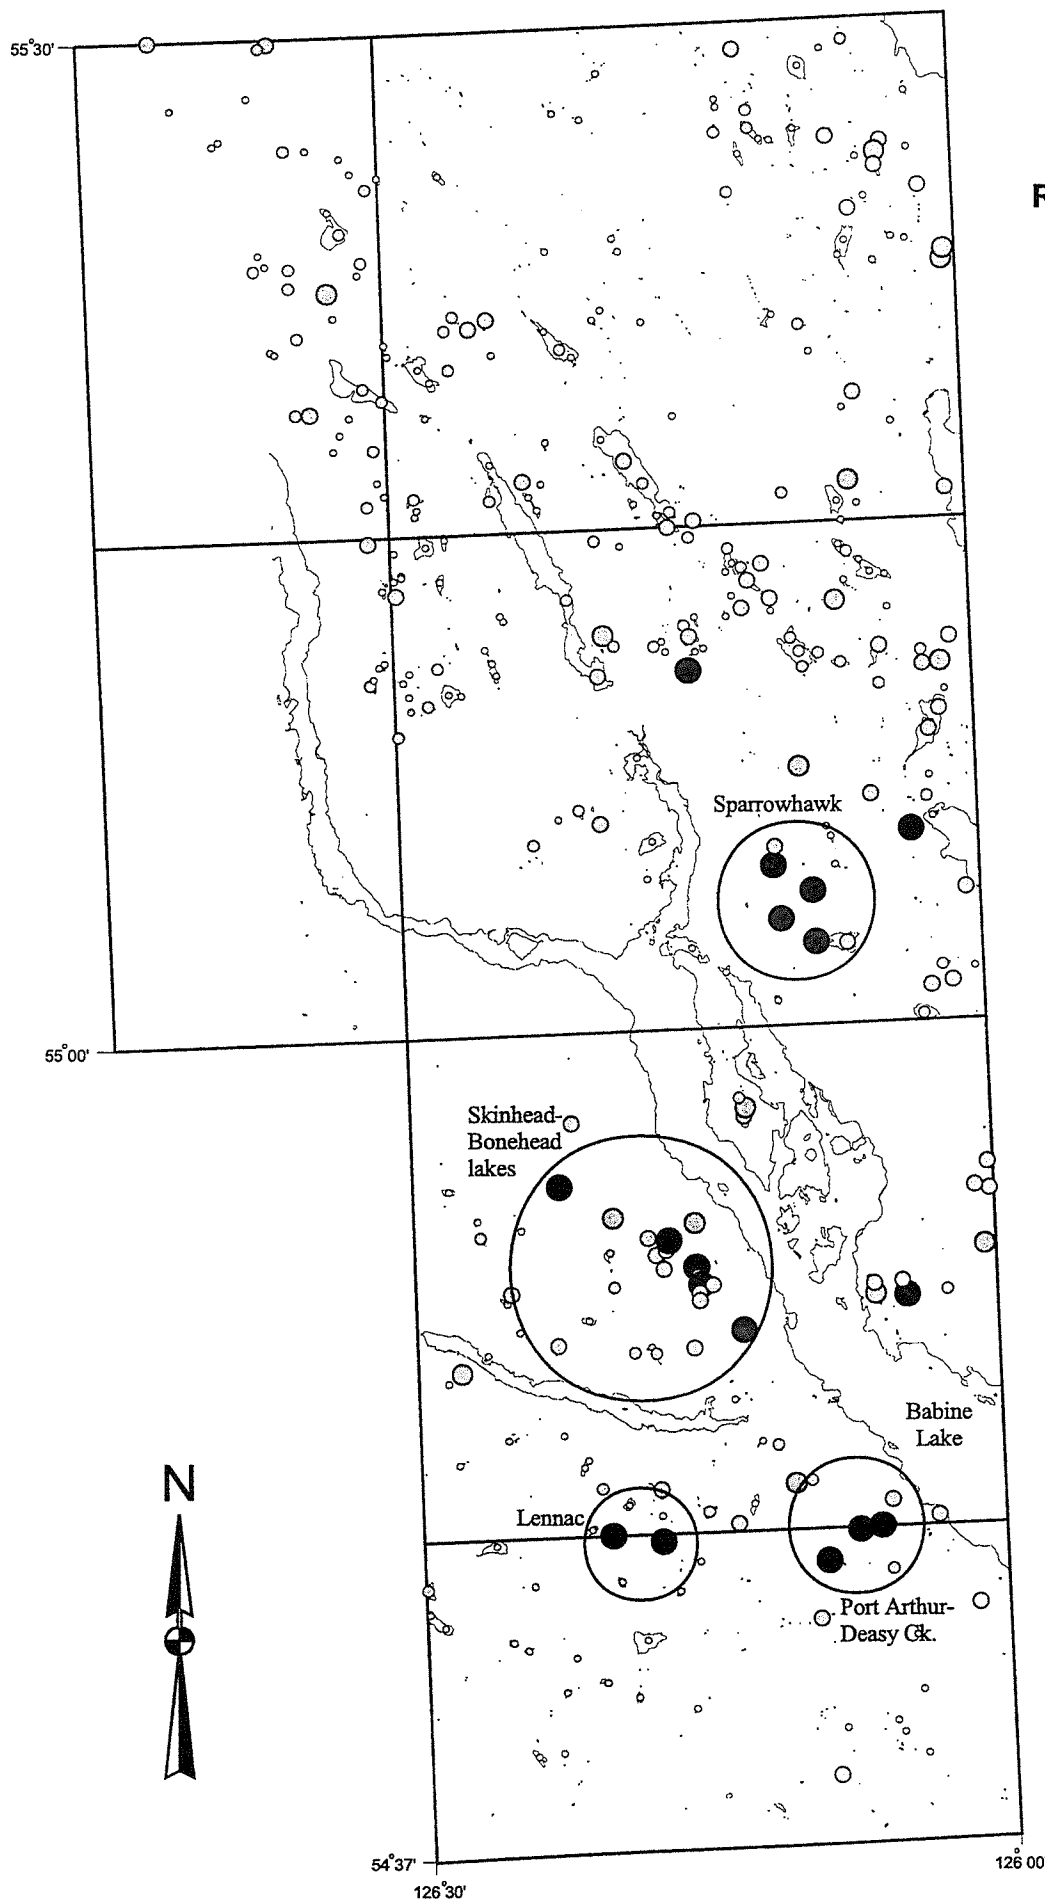 55°30'
R
Sparrowhawk
55°00'
Skinhead-
Bonehead
lakes
Babine
Lake
N
Lennac
Port Arthur-
Deasy Ck.
54°37'
126°30'
126°00